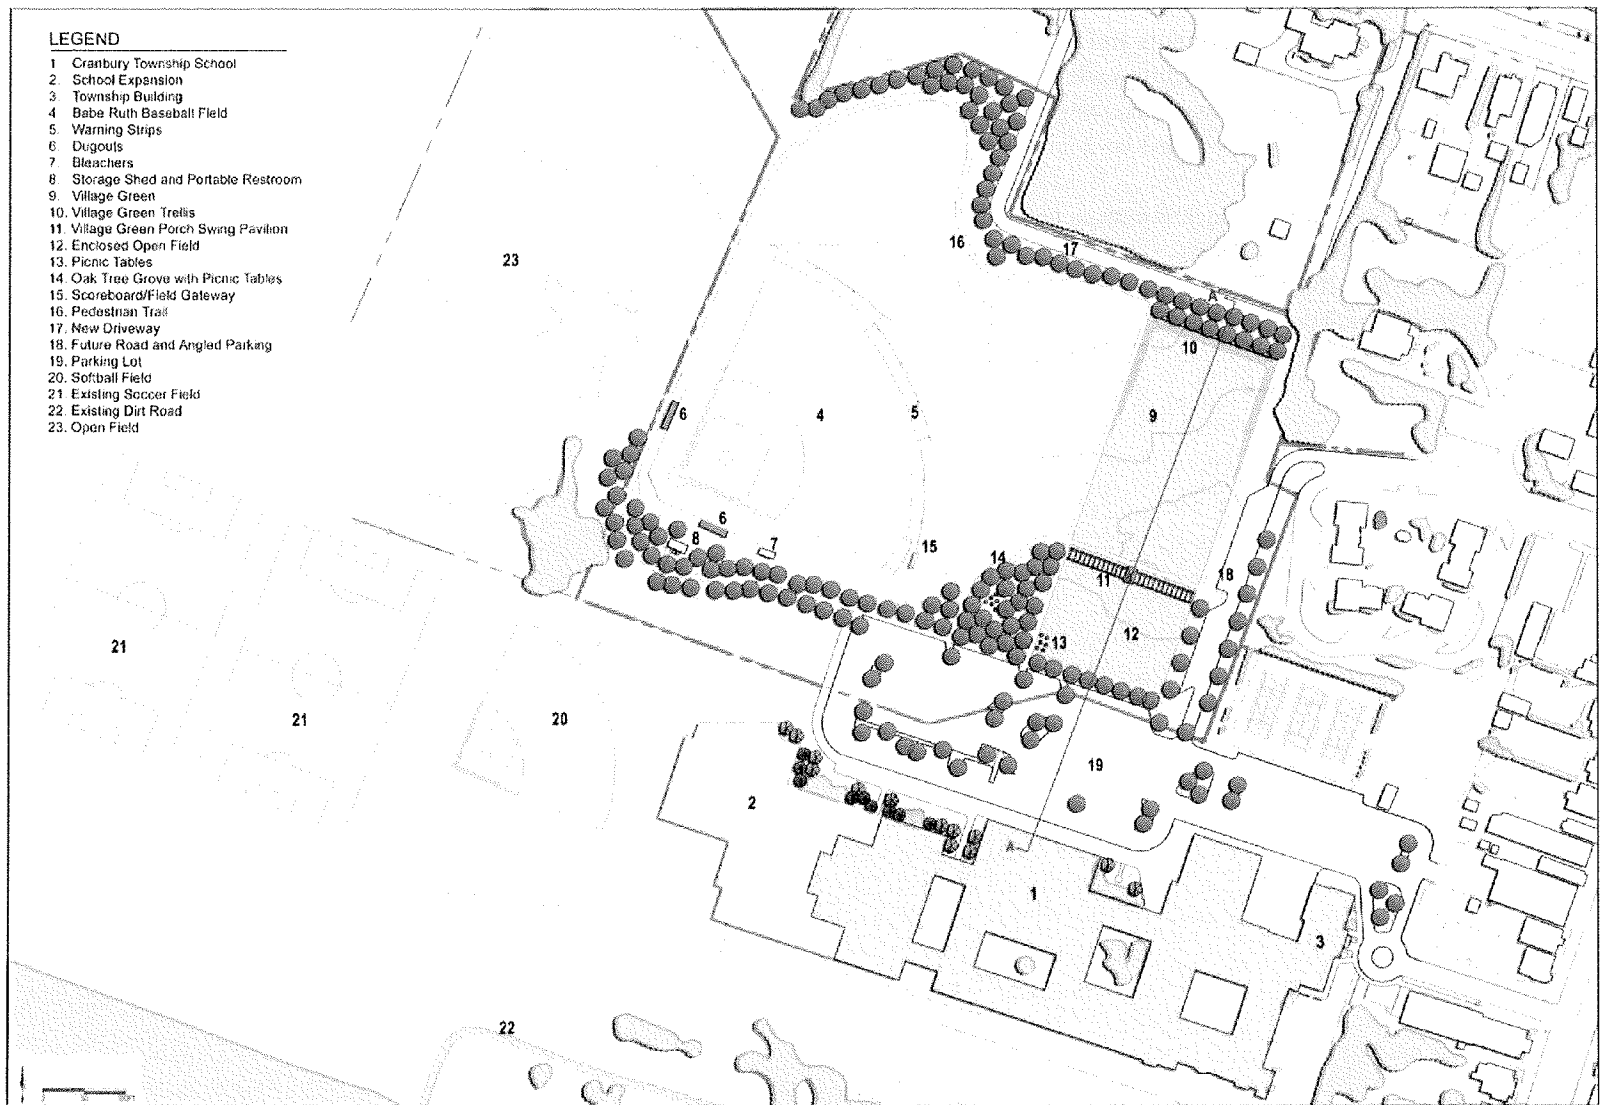 LEGEND
1 Cranbury Township School
2. School Expansion
3. Township Building
4 Babe Ruth Baseball Field
5. Warning Strips
6. Dugouts
7. Bleachers
8. Storage Shed and Portable Restroom
9. Village Green
10. Village Green Trellis
11. Village Green Porch Swing Pavilion
12. Enclosed Open Field
13. Picnic Tables
14. Oak Tree Grove with Picnic Tables
15. Scoreboard/Field Gateway
16. Pedestrian Trail
17. New Driveway
18. Future Road and Angled Parking
19. Parking Lot
20. Softball Field
21. Existing Soccer Field
22. Existing Dirt Road
23. Open Field
16
17
23
A
10
6
4
5
9
6
8
7
15
14
11
18
13
12
21
21
20
19
2
A
1
3
22